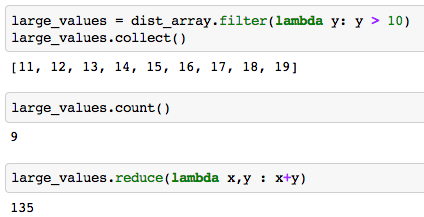 large_values = dist_array.filter(lambda y: y > 10)
large_values.collect()
[11, 12, 13, 14, 15, 16, 17, 18, 19]
large_values.count()
9
large_values.reduce(lambda x,y : x+y)
135